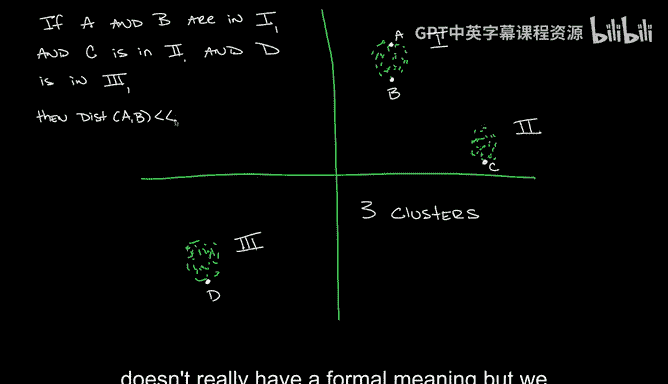 If A AND B ARE IN I,
AND C IS IN II, AND D
IS IN III,
then DIST (A,B) <<
A
I
B
GPT中英字幕课程资源
bilibili
II
C
3 CLUSTERS
III
D
doesn't really have a formal meaning but we